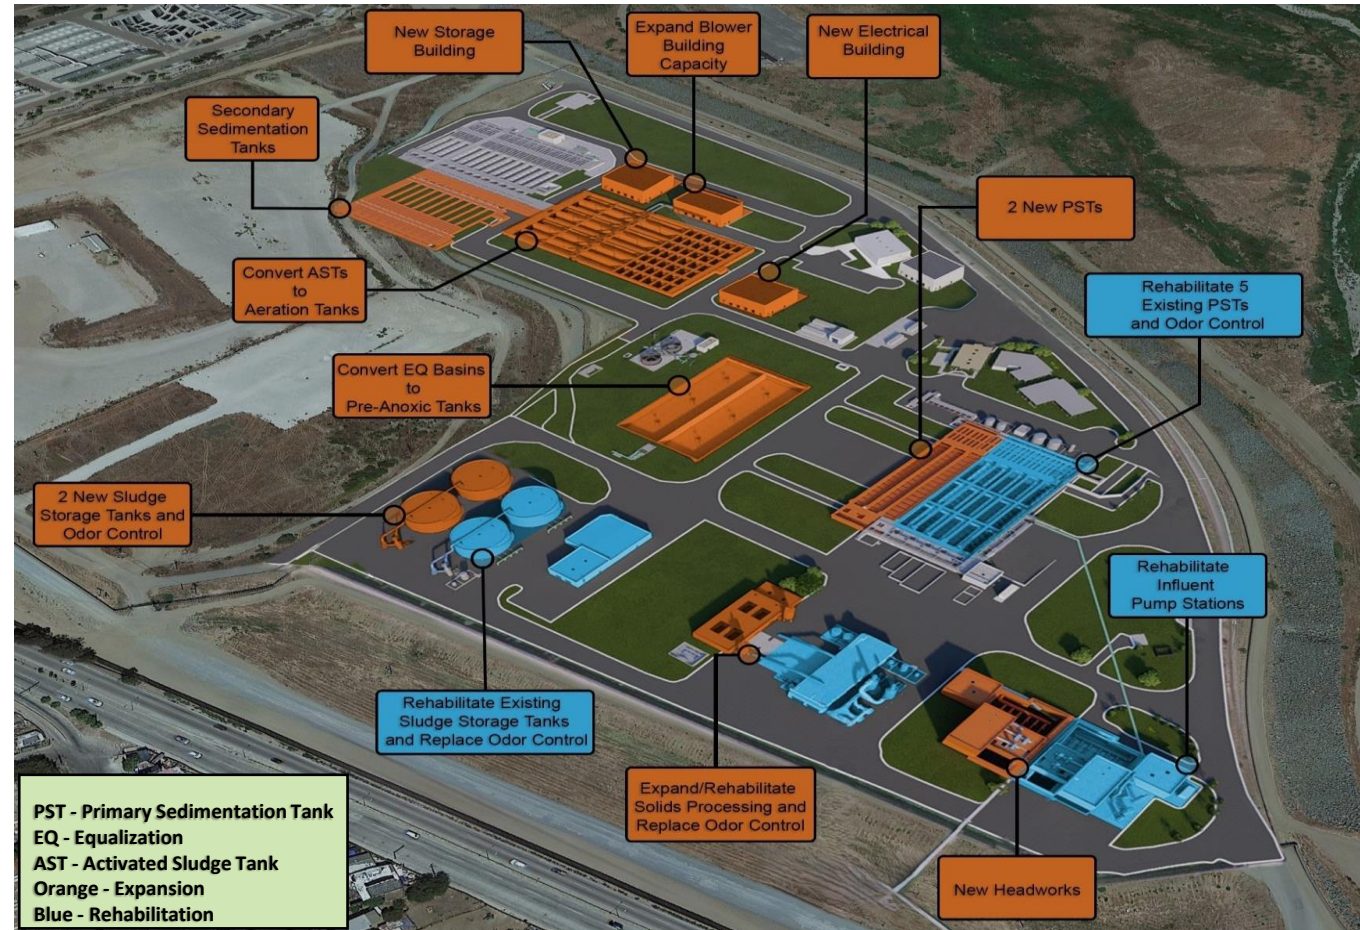 New Storage
Building
Expand Blower
Building
Capacity
New Electrical
Building
Secondary
Sedimentation
Tanks
2 New PSTs
Convert ASTs
to
Aeration Tanks
Rehabilitate 5
Existing PSTs
and Odor Control
Convert EQ Basins
to
Pre-Anoxic Tanks
2 New Sludge
Storage Tanks and
Odor Control
Rehabilitate
Influent
Pump Stations
Rehabilitate Existing
Sludge Storage Tanks
and Replace Odor Control
Expand/Rehabilitate
Solids Processing and
Replace Odor Control
New Headworks
PST - Primary Sedimentation Tank
EQ - Equalization
AST - Activated Sludge Tank
Orange - Expansion
Blue - Rehabilitation